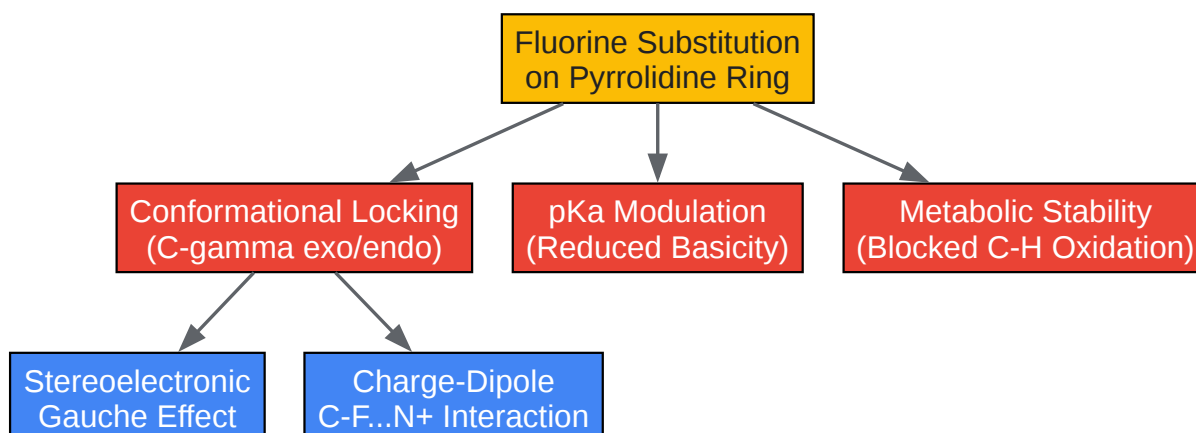 Fluorine Substitution
on Pyrrolidine Ring
Conformational Locking
(C-gamma exo/endo)
pKa Modulation
(Reduced Basicity)
Metabolic Stability
(Blocked C-H Oxidation)
Stereoelectronic
Gauche Effect
Charge-Dipole
C-F...N+ Interaction